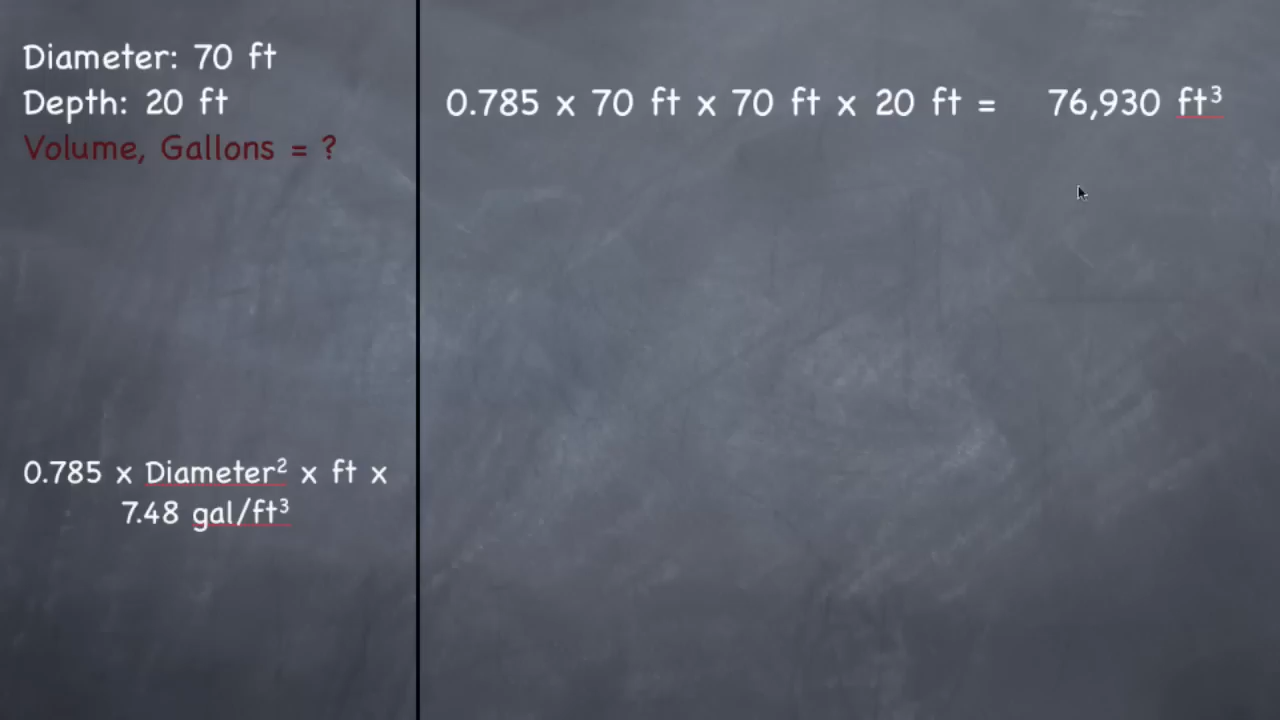 Diameter: 70 ft
Depth: 20 ft
Volume, Gallons = ?
0.785 x Diameter² x ft x
7.48 gal/ft³
0.785 x 70 ft x 70 ft x 20 ft = 76,930 ft³